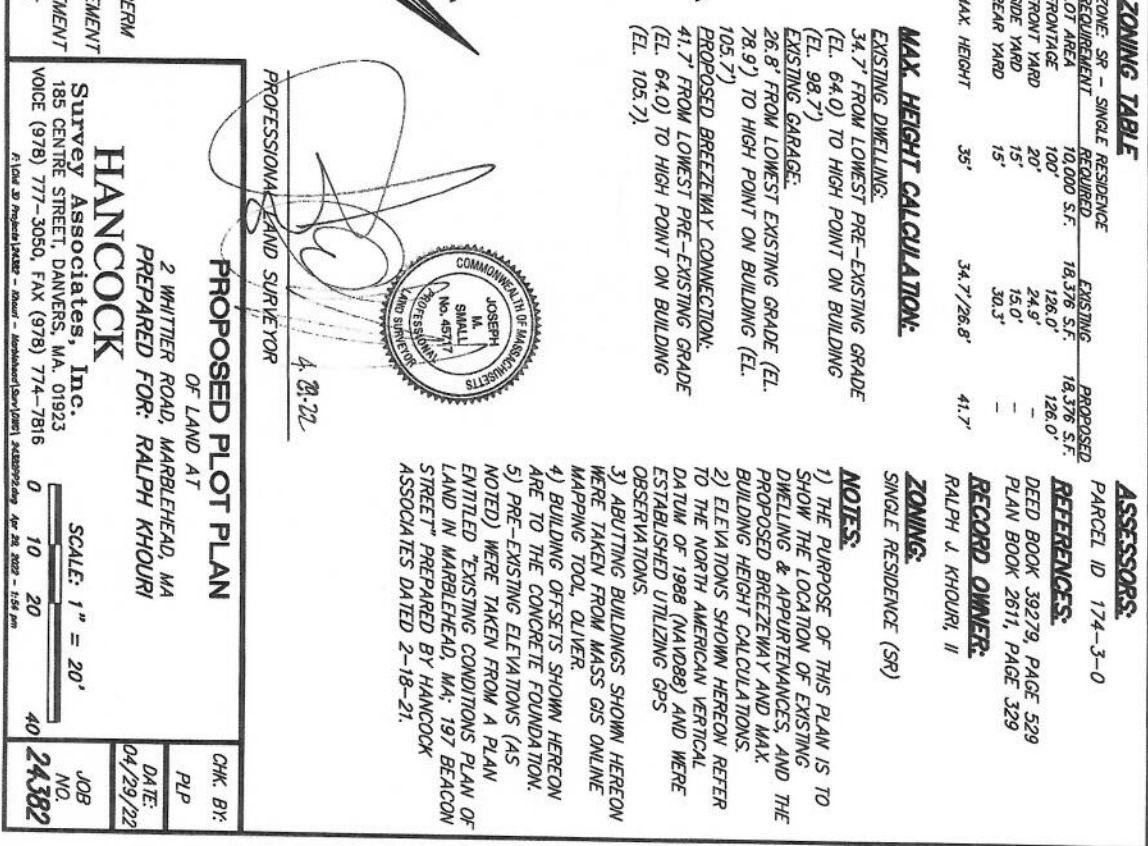 ZONING TABLE
ZONE: SR - SINGLE RESIDENCE
REQUIREMENT REQUIRED EXISTING PROPOSED
LOT AREA 10,000 S.F. 18,376 S.F. 18,376 S.F.
FRONTAGE 100' 126.0' 126.0'
FRONT YARD 20' 24.9' -
SIDE YARD 15' 15.0' -
REAR YARD 15' 30.3' -
MAX. HEIGHT 35' 34.7'/26.8' 41.7'
MAX. HEIGHT CALCULATION:
EXISTING DWELLING:
34.7' FROM LOWEST PRE-EXISTING GRADE
(EL. 64.0) TO HIGH POINT ON BUILDING
(EL. 98.7')
EXISTING GARAGE:
26.8' FROM LOWEST EXISTING GRADE (EL.
78.9') TO HIGH POINT ON BUILDING (EL.
105.7')
PROPOSED BREEZEWAY CONNECTION:
41.7' FROM LOWEST PRE-EXISTING GRADE
(EL. 64.0) TO HIGH POINT ON BUILDING
(EL. 105.7).
ASSESSORS:
PARCEL ID 174-3-0
REFERENCES:
DEED BOOK 39279, PAGE 529
PLAN BOOK 2611, PAGE 329
RECORD OWNER:
RALPH J. KHOURI, II
ZONING:
SINGLE RESIDENCE (SR)
NOTES:
1) THE PURPOSE OF THIS PLAN IS TO
SHOW THE LOCATION OF EXISTING
DWELLING & APPURTENANCES, AND THE
PROPOSED BREEZEWAY AND MAX.
BUILDING HEIGHT CALCULATIONS.
2) ELEVATIONS SHOWN HEREON REFER
TO THE NORTH AMERICAN VERTICAL
DATUM OF 1988 (NAVD88) AND WERE
ESTABLISHED UTILIZING GPS
OBSERVATIONS.
3) ABUTTING BUILDINGS SHOWN HEREON
WERE TAKEN FROM MASS GIS ONLINE
MAPPING TOOL, OLIVER.
4) BUILDING OFFSETS SHOWN HEREON
ARE TO THE CONCRETE FOUNDATION.
5) PRE-EXISTING ELEVATIONS (AS
NOTED) WERE TAKEN FROM A PLAN
ENTITLED "EXISTING CONDITIONS PLAN OF
LAND IN MARBLEHEAD, MA; 197 BEACON
STREET" PREPARED BY HANCOCK
ASSOCIATES DATED 2-18-21.
COMMONWEALTH OF MASSACHUSETTS
JOSEPH
M.
SMALL
No. 45717
PROFESSIONAL
LAND SURVEYOR
PROFESSIONAL LAND SURVEYOR
ERM
EMENT
MENT
PROPOSED PLOT PLAN
OF LAND AT
2 WHITTIER ROAD, MARBLEHEAD, MA
PREPARED FOR: RALPH KHOURI
HANCOCK
Survey Associates, Inc.
185 CENTRE STREET, DANVERS, MA. 01923
VOICE (978) 777-3050, FAX (978) 774-7816
SCALE: 1" = 20'
0 10 20 40
CHK. BY:
PLP
DATE:
04/29/22
JOB
NO.
24382